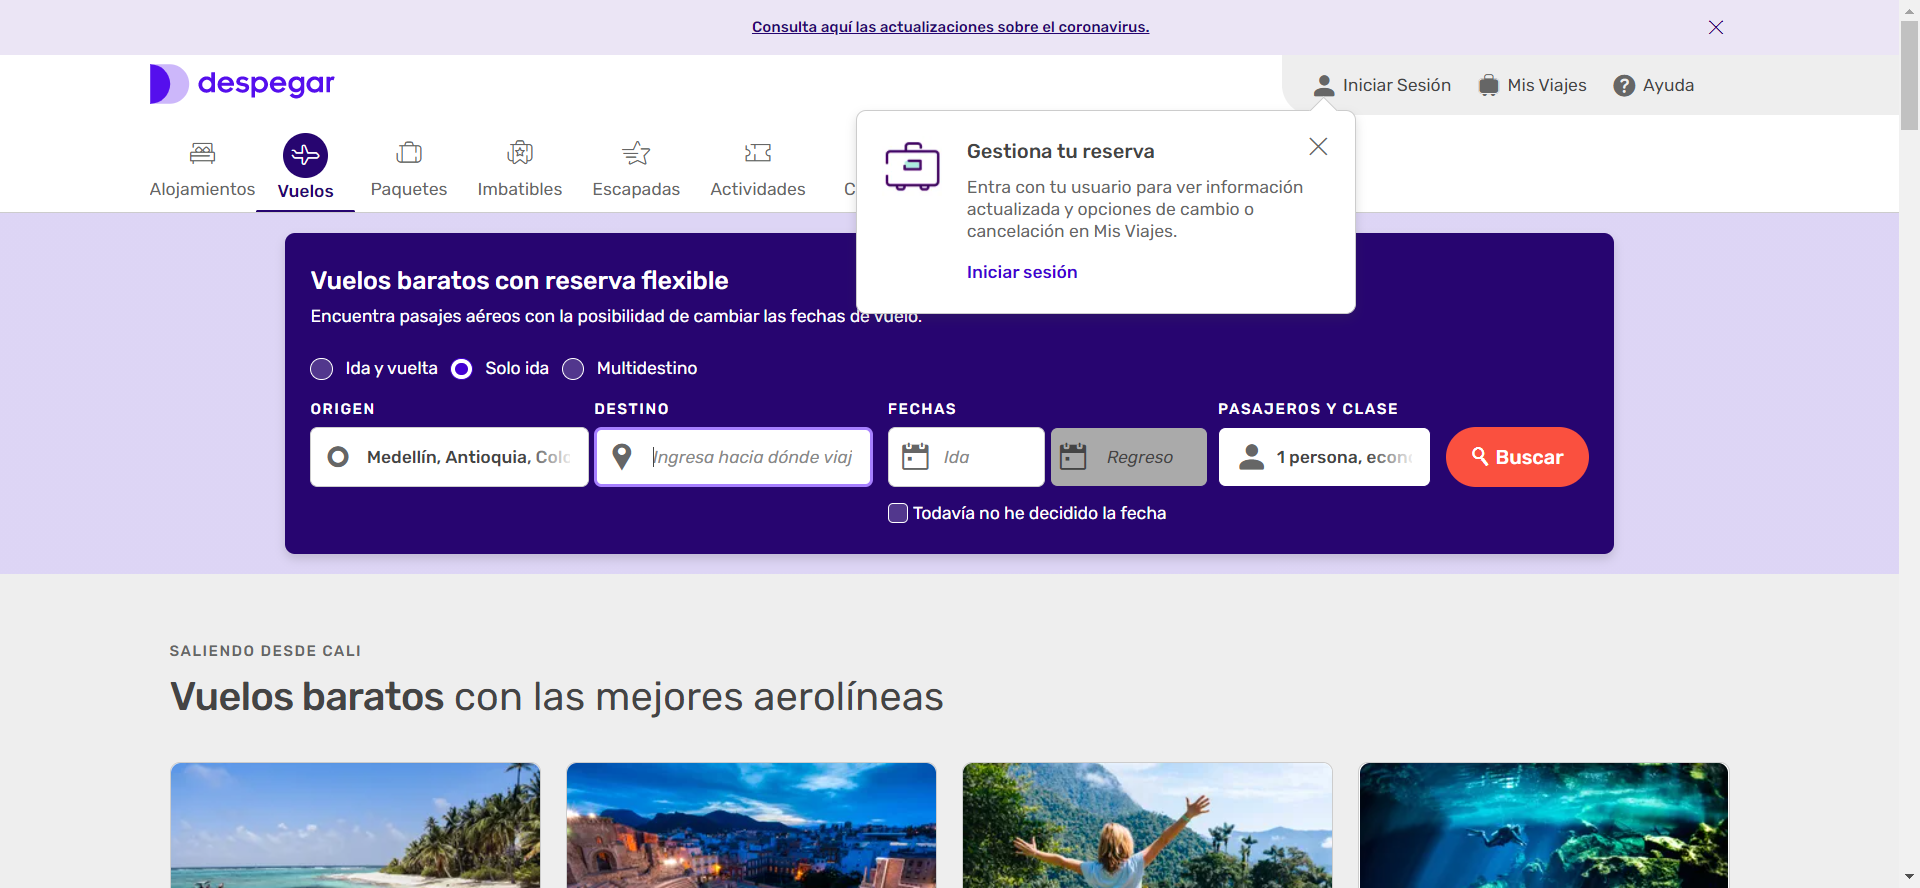 Consulta aquí las actualizaciones sobre el coronavirus.
despegar
Iniciar Sesión
Mis Viajes
? Ayuda
Alojamientos
Vuelos
Paquetes
Imbatibles
Escapadas
Actividades
C
Gestiona tu reserva
Entra con tu usuario para ver información
actualizada y opciones de cambio o
cancelación en Mis Viajes.
Iniciar sesión
Vuelos baratos con reserva flexible
Encuentra pasajes aéreos con la posibilidad de cambiar las fechas de vuelo.
Ida y vuelta
Solo ida
Multidestino
ORIGEN
DESTINO
FECHAS
PASAJEROS Y CLASE
Medellín, Antioquia, Colo
Ingresa hacia dónde viaj
Ida
Regreso
1 persona, econ
Buscar
Todavía no he decidido la fecha
SALIENDO DESDE CALI
Vuelos baratos con las mejores aerolíneas